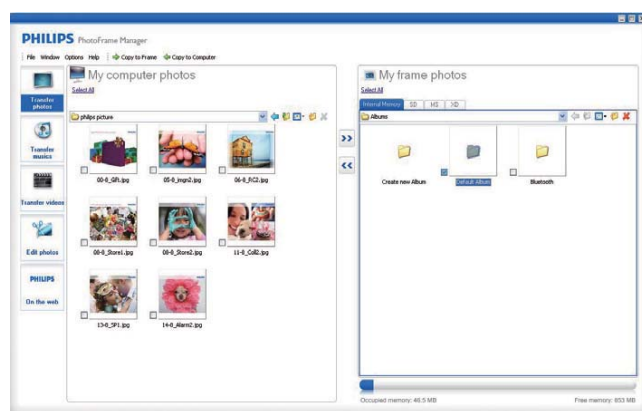 PHILIPS PhotoFrame Manager
File Window Options Help Copy to Frame Copy to Computer
Transfer photos
Transfer musics
Transfer videos
Edit photos
PHILIPS
On the web
My computer photos
Select All
philips picture
00-0_Gift.jpg 05-0_imgn2.jpg 06-0_RC2.jpg
08-0_Store1.jpg 08-0_Store2.jpg 11-0_Coll2.jpg
13-0_SP1.jpg 14-0_Alarm2.jpg
>>
<<
My frame photos
Select All
Internal Memory SD MS XD
Albums
Create new Album Default Album Bluetooth
Occupied memory: 46.5 MB Free memory: 853 MB